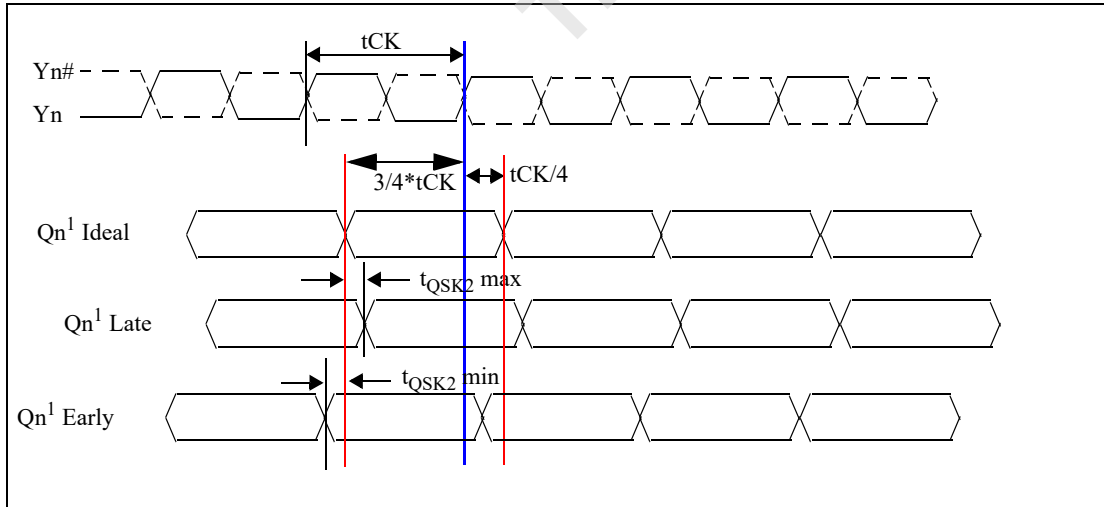 tCK
Yn#
Yn
3/4*tCK
tCK/4
Qn1 Ideal
tQSK2 max
Qn1 Late
tQSK2 min
Qn1 Early